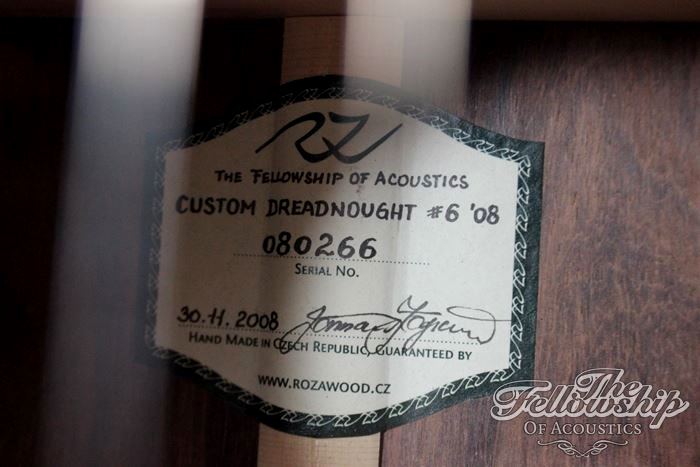 RZ
THE FELLOWSHIP OF ACOUSTICS
CUSTOM DREADNOUGHT #6 '08
080266
SERIAL NO.
30.11.2008
HAND MADE IN CZECH REPUBLIC, GUARANTEED BY
WWW.ROZAWOOD.CZ
The
Fellowship
OF ACOUSTICS